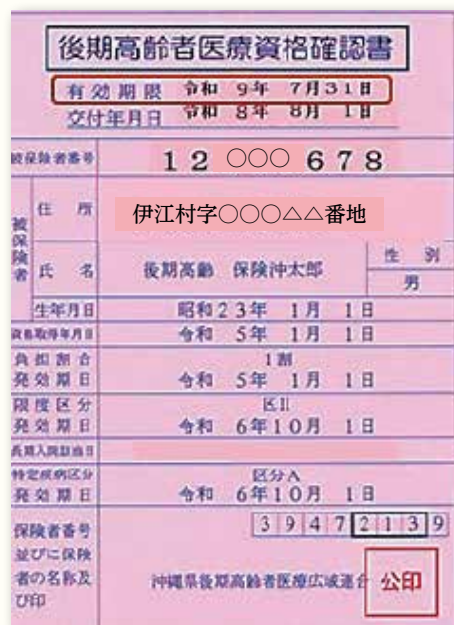 後期高齢者医療資格確認書
有効期限 令和 9年 7月31日
交付年月日 令和 8年 8月 1日
被保険者番号 12 ○○○ 678
被保険者
住所 伊江村字○○○△△番地
氏名 後期高齢 保険沖太郎
性別 男
生年月日 昭和23年 1月 1日
資格取得年月日 令和 5年 1月 1日
負担割合 1割
発効期日 令和 5年 1月 1日
限度区分 区II
発効期日 令和 6年10月 1日
長期入院該当日
特定疾病区分 区分A
発効期日 令和 6年10月 1日
保険者番号 39472139
並びに保険
者の名称及
び印
沖縄県後期高齢者医療広域連合 公印